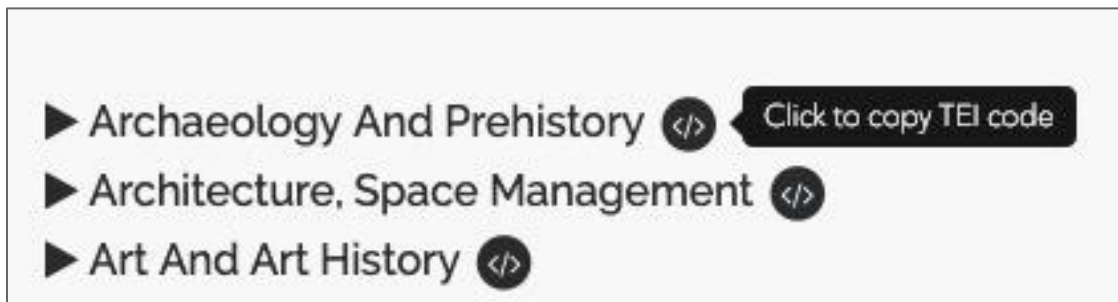 ▶ Archaeology And Prehistory </> Click to copy TEI code
▶ Architecture, Space Management </>
▶ Art And Art History </>